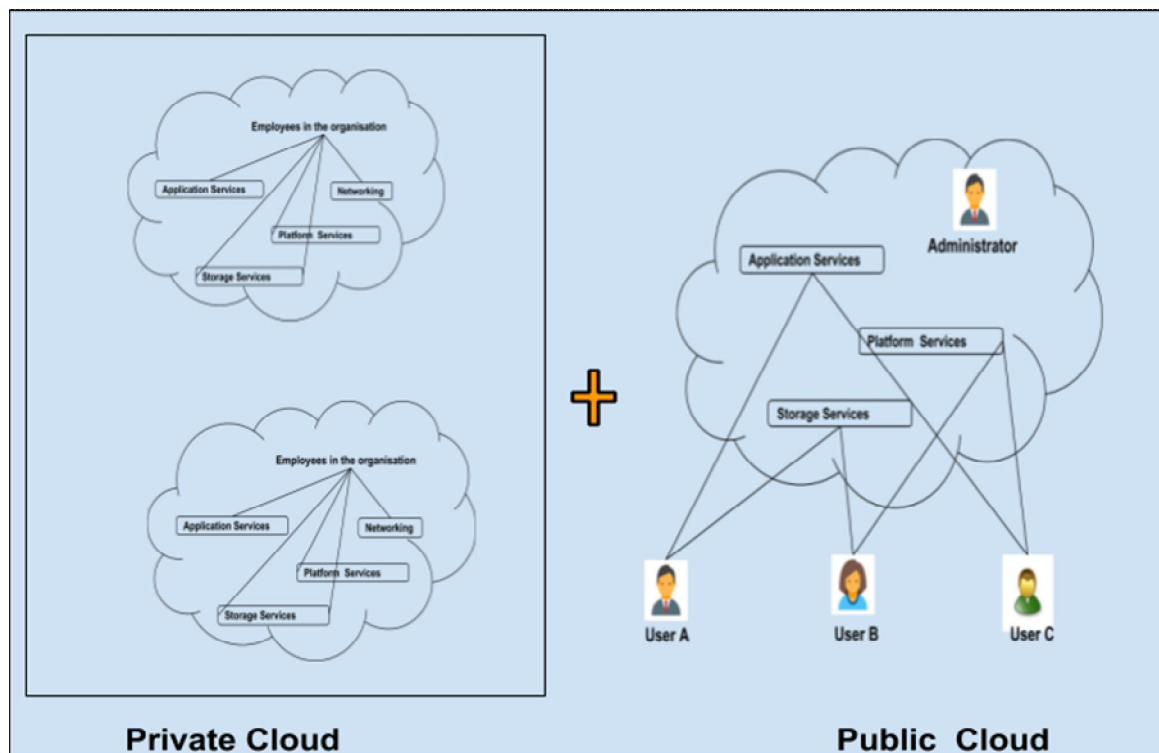 Employees in the organisation
Application Services
Networking
Platform Services
Storage Services
Employees in the organisation
Application Services
Networking
Platform Services
Storage Services
Private Cloud
+
Administrator
Application Services
Platform Services
Storage Services
User A
User B
User C
Public Cloud